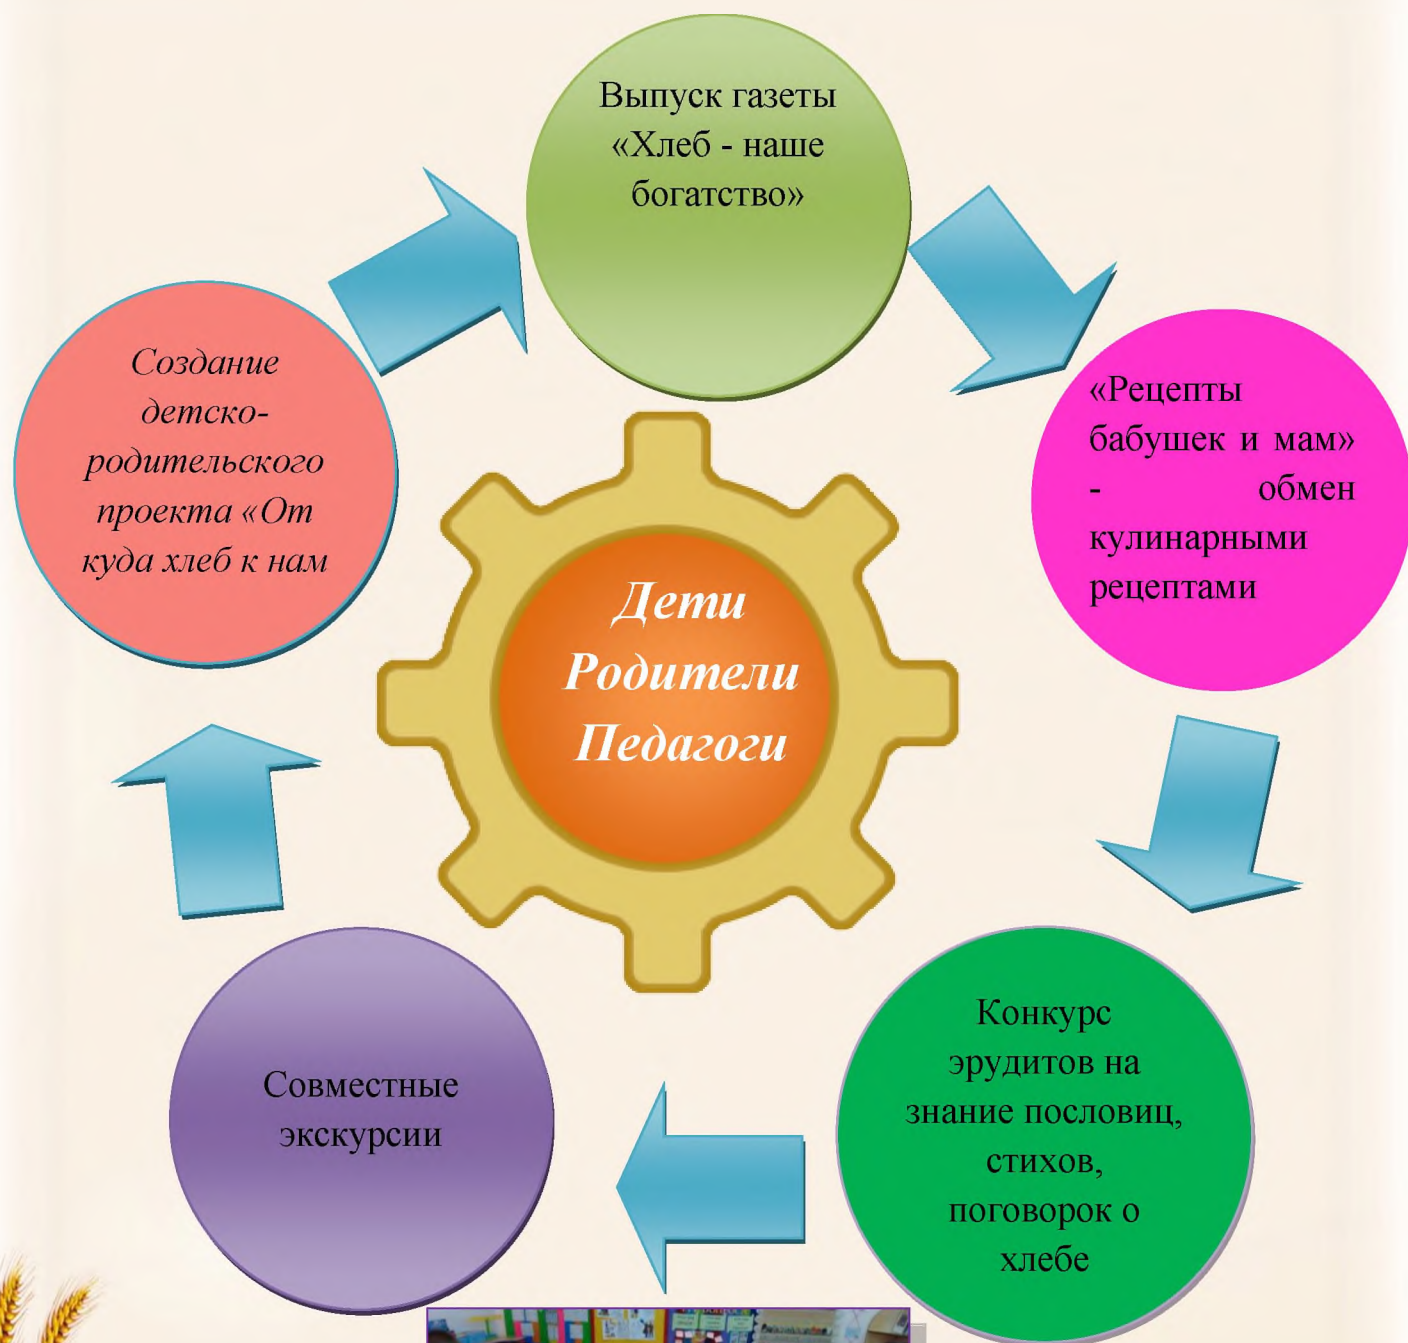 Выпуск газеты
«Хлеб - наше
богатство»
«Рецепты
бабушек и мам»
- обмен
кулинарными
рецептами
Конкурс
эрудитов на
знание пословиц,
стихов,
поговорок о
хлебе
Совместные
экскурсии
Создание
детско-
родительского
проекта «От
куда хлеб к нам
Дети
Родители
Педагоги